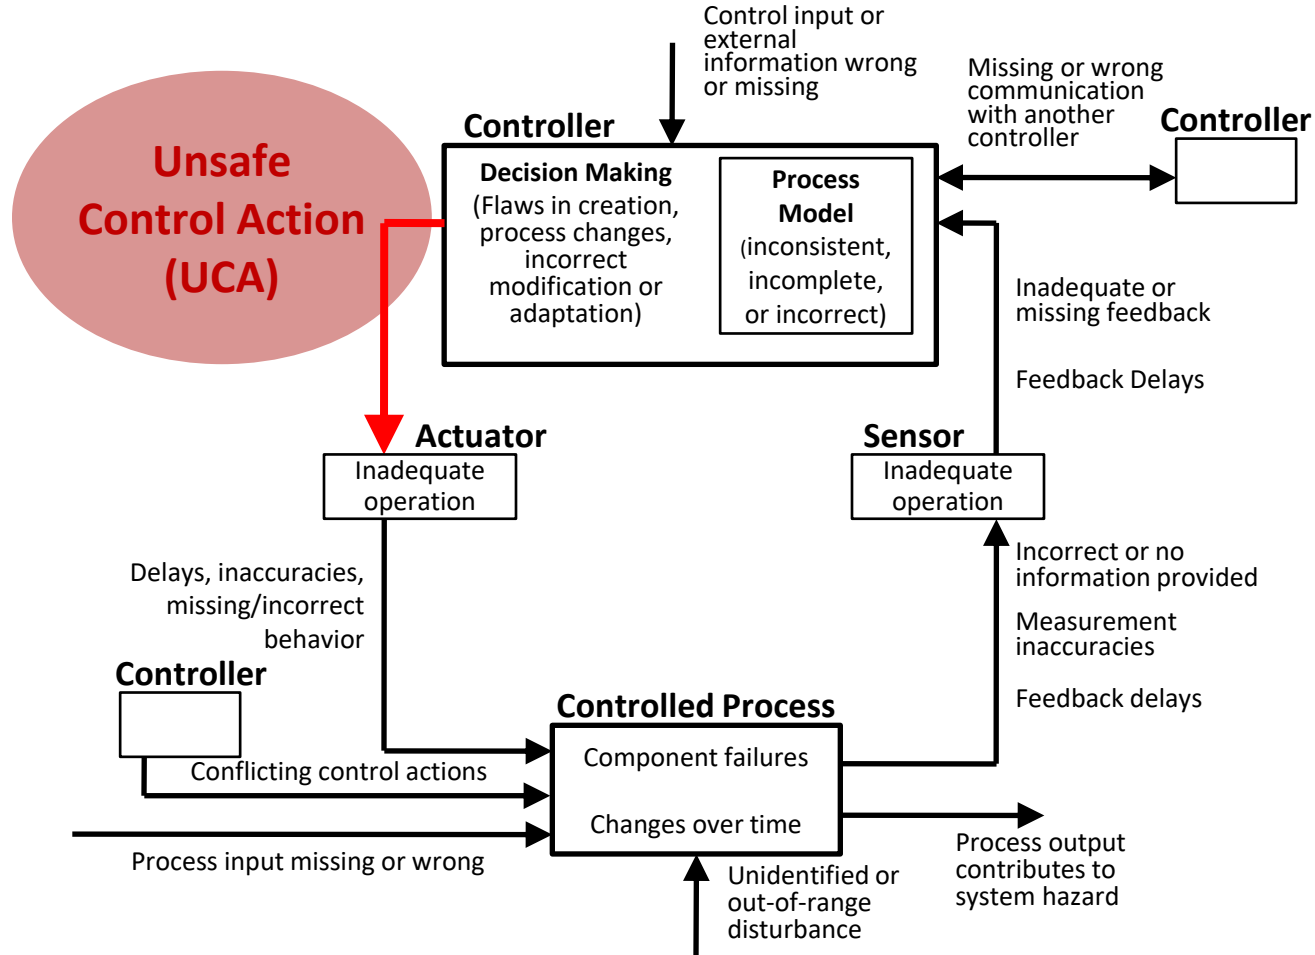 Control input or
external
information wrong
or missing
Missing or wrong
communication
with another
controller
Controller
Controller
Unsafe
Control Action
(UCA)
Decision Making
(Flaws in creation,
process changes,
incorrect
modification or
adaptation)
Process
Model
(inconsistent,
incomplete,
or incorrect)
Inadequate or
missing feedback
Feedback Delays
Actuator
Inadequate
operation
Sensor
Inadequate
operation
Delays, inaccuracies,
missing/incorrect
behavior
Incorrect or no
information provided
Measurement
inaccuracies
Feedback delays
Controller
Controlled Process
Component failures
Changes over time
Conflicting control actions
Process input missing or wrong
Process output
contributes to
system hazard
Unidentified or
out-of-range
disturbance